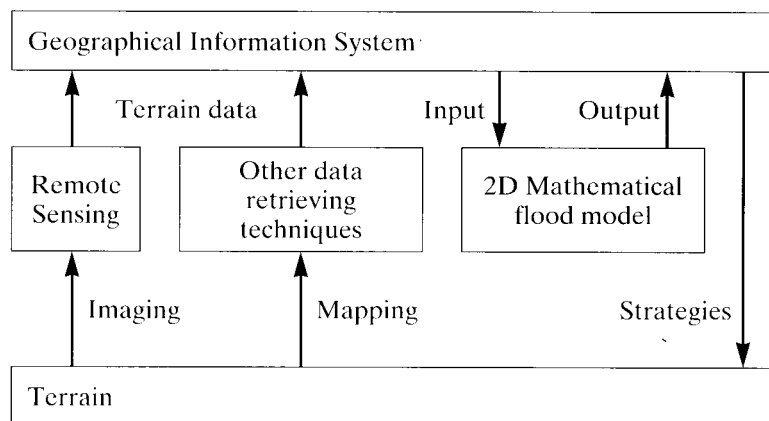 Geographical Information System
Terrain data
Input
Output
Remote
Sensing
Other data
retrieving
techniques
2D Mathematical
flood model
Imaging
Mapping
Strategies
Terrain